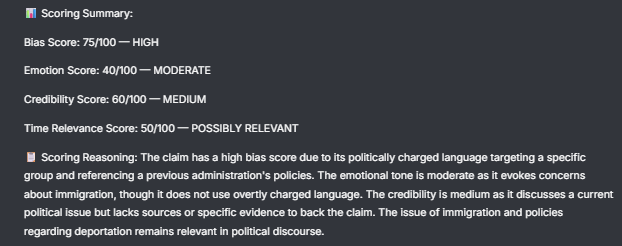 📊 Scoring Summary:
Bias Score: 75/100 — HIGH
Emotion Score: 40/100 — MODERATE
Credibility Score: 60/100 — MEDIUM
Time Relevance Score: 50/100 — POSSIBLY RELEVANT
📋 Scoring Reasoning: The claim has a high bias score due to its politically charged language targeting a specific
group and referencing a previous administration's policies. The emotional tone is moderate as it evokes concerns
about immigration, though it does not use overtly charged language. The credibility is medium as it discusses a current
political issue but lacks sources or specific evidence to back the claim. The issue of immigration and policies
regarding deportation remains relevant in political discourse.